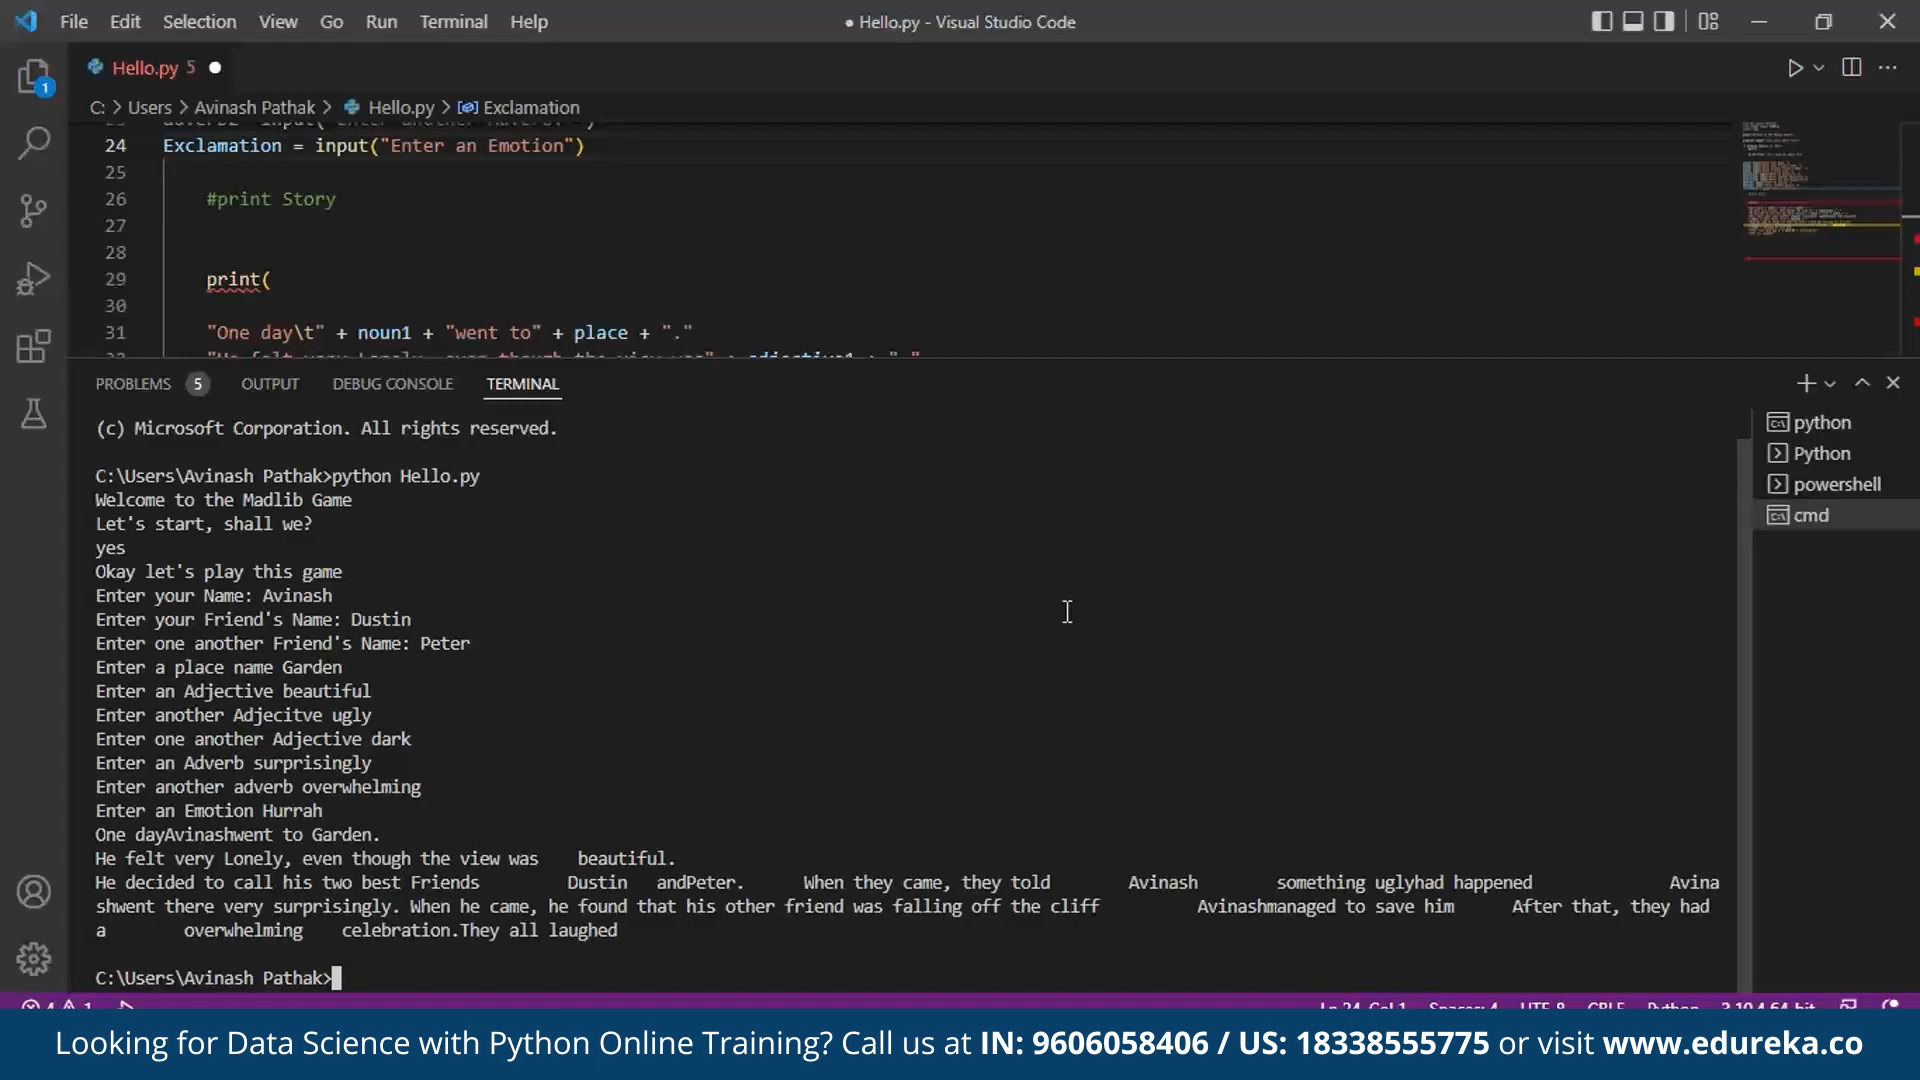 File Edit Selection View Go Run Terminal Help ● Hello.py - Visual Studio Code
Hello.py 5 ●
C: > Users > Avinash Pathak > Hello.py > Exclamation
24 Exclamation = input("Enter an Emotion")
25
26 #print Story
27
28
29 print(
30
31 "One day\t" + noun1 + "went to" + place + "."
"He felt very Lonely, even though the view was" + adjective1 + "."
PROBLEMS 5 OUTPUT DEBUG CONSOLE TERMINAL
(c) Microsoft Corporation. All rights reserved.
C:\Users\Avinash Pathak>python Hello.py
Welcome to the Madlib Game
Let's start, shall we?
yes
Okay let's play this game
Enter your Name: Avinash
Enter your Friend's Name: Dustin
Enter one another Friend's Name: Peter
Enter a place name Garden
Enter an Adjective beautiful
Enter another Adjecitve ugly
Enter one another Adjective dark
Enter an Adverb surprisingly
Enter another adverb overwhelming
Enter an Emotion Hurrah
One dayAvinashwent to Garden.
He felt very Lonely, even though the view was beautiful.
He decided to call his two best Friends Dustin andPeter. When they came, they told Avinash something uglyhad happened Avina
shwent there very surprisingly. When he came, he found that his other friend was falling off the cliff Avinashmanaged to save him After that, they had
a overwhelming celebration.They all laughed
C:\Users\Avinash Pathak>
python
Python
powershell
cmd
Looking for Data Science with Python Online Training? Call us at IN: 9606058406 / US: 18338555775 or visit www.edureka.co